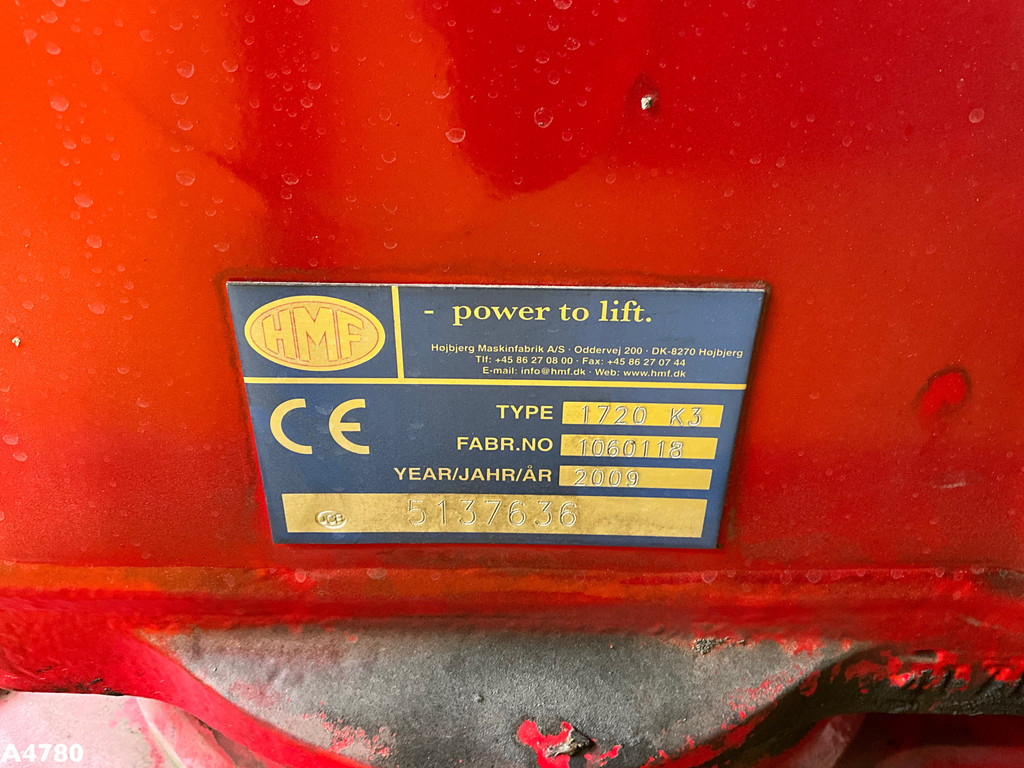 HMF
- power to lift.
Højbjerg Maskinfabrik A/S · Oddervej 200 · DK-8270 Højbjerg
Tlf: +45 86 27 08 00 · Fax: +45 86 27 07 44
E-mail: info@hmf.dk · Web: www.hmf.dk
CE
TYPE 1720 K3
FABR.NO 1060118
YEAR/JAHR/ÅR 2009
5137636
A4780